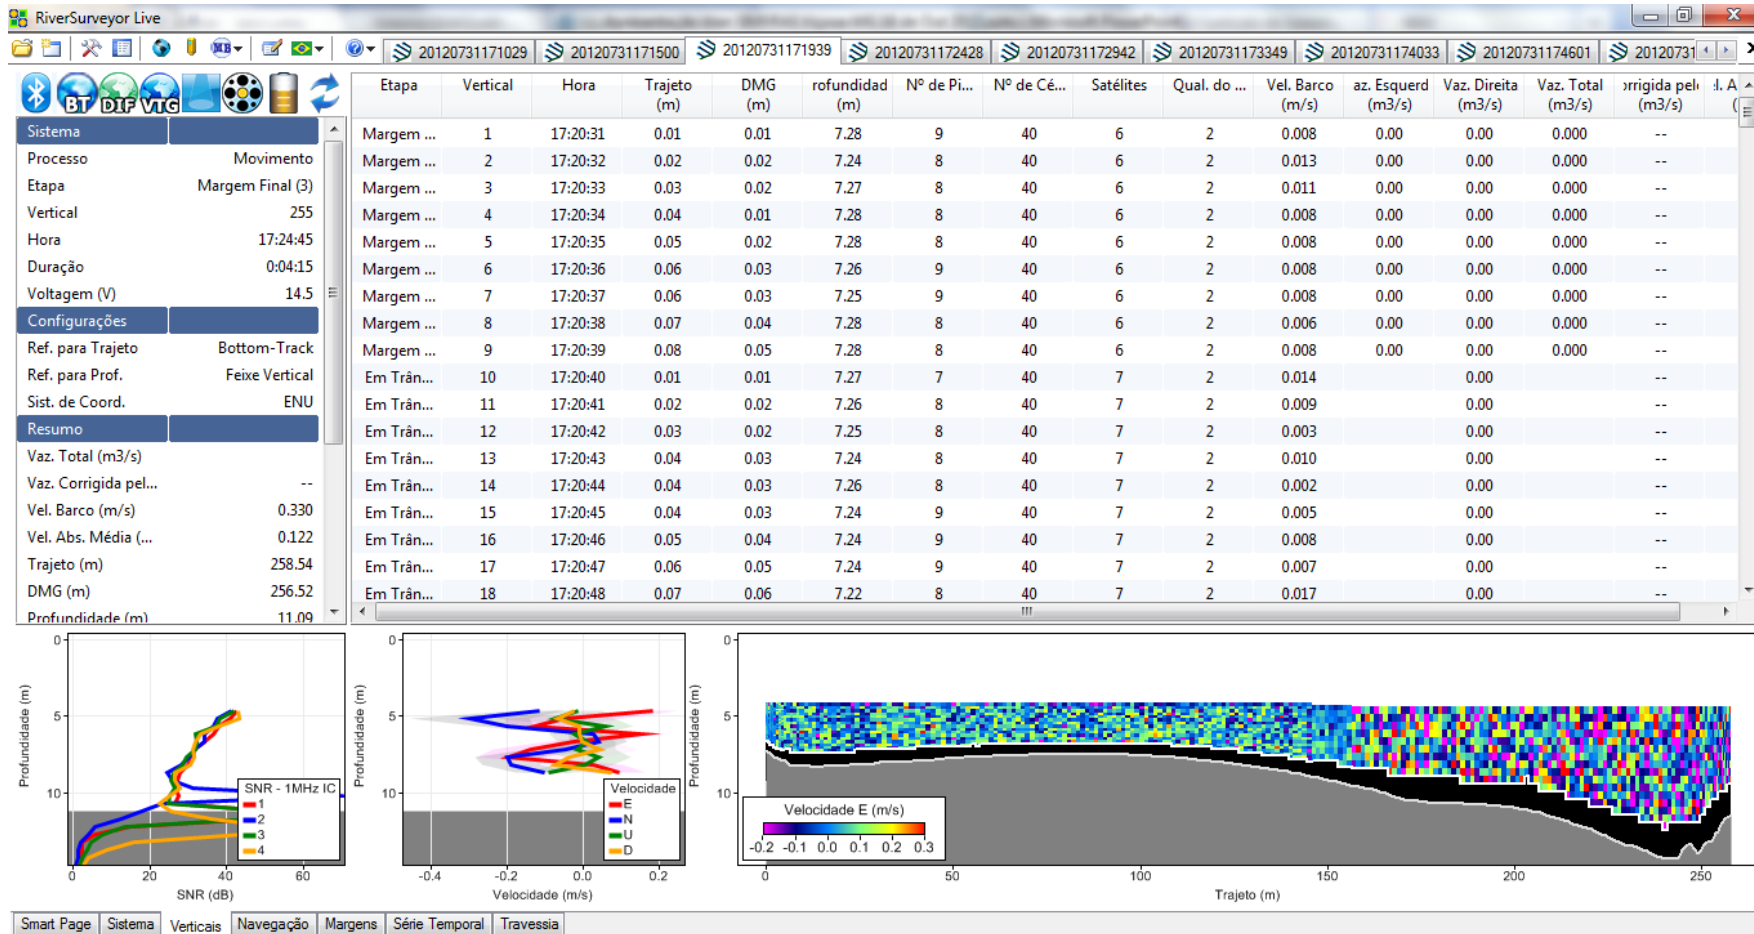 RiverSurveyor Live
20120731171029 20120731171500 20120731171939 20120731172428 20120731172942 20120731173349 20120731174033 20120731174601 20120731
BT DIF VTG
Sistema
Processo Movimento
Etapa Margem Final (3)
Vertical 255
Hora 17:24:45
Duração 0:04:15
Voltagem (V) 14.5
Configurações
Ref. para Trajeto Bottom-Track
Ref. para Prof. Feixe Vertical
Sist. de Coord. ENU
Resumo
Vaz. Total (m3/s)
Vaz. Corrigida pel... --
Vel. Barco (m/s) 0.330
Vel. Abs. Média (... 0.122
Trajeto (m) 258.54
DMG (m) 256.52
Profundidade (m) 11.09
Etapa Vertical Hora Trajeto (m) DMG (m) rofundidad (m) Nº de Pi... Nº de Cé... Satélites Qual. do ... Vel. Barco (m/s) az. Esquerd (m3/s) Vaz. Direita (m3/s) Vaz. Total (m3/s) orrigida pel (m3/s) l. A
Margem ... 1 17:20:31 0.01 0.01 7.28 9 40 6 2 0.008 0.00 0.00 0.000 --
Margem ... 2 17:20:32 0.02 0.02 7.24 8 40 6 2 0.013 0.00 0.00 0.000 --
Margem ... 3 17:20:33 0.03 0.02 7.27 8 40 6 2 0.011 0.00 0.00 0.000 --
Margem ... 4 17:20:34 0.04 0.01 7.28 8 40 6 2 0.008 0.00 0.00 0.000 --
Margem ... 5 17:20:35 0.05 0.02 7.28 8 40 6 2 0.008 0.00 0.00 0.000 --
Margem ... 6 17:20:36 0.06 0.03 7.26 9 40 6 2 0.008 0.00 0.00 0.000 --
Margem ... 7 17:20:37 0.06 0.03 7.25 9 40 6 2 0.008 0.00 0.00 0.000 --
Margem ... 8 17:20:38 0.07 0.04 7.28 8 40 6 2 0.006 0.00 0.00 0.000 --
Margem ... 9 17:20:39 0.08 0.05 7.28 8 40 6 2 0.008 0.00 0.00 0.000 --
Em Trân... 10 17:20:40 0.01 0.01 7.27 7 40 7 2 0.014 0.00 --
Em Trân... 11 17:20:41 0.02 0.02 7.26 8 40 7 2 0.009 0.00 --
Em Trân... 12 17:20:42 0.03 0.02 7.25 8 40 7 2 0.003 0.00 --
Em Trân... 13 17:20:43 0.04 0.03 7.24 8 40 7 2 0.010 0.00 --
Em Trân... 14 17:20:44 0.04 0.03 7.26 8 40 7 2 0.002 0.00 --
Em Trân... 15 17:20:45 0.04 0.03 7.24 9 40 7 2 0.005 0.00 --
Em Trân... 16 17:20:46 0.05 0.04 7.24 9 40 7 2 0.008 0.00 --
Em Trân... 17 17:20:47 0.06 0.05 7.24 9 40 7 2 0.007 0.00 --
Em Trân... 18 17:20:48 0.07 0.06 7.22 8 40 7 2 0.017 0.00 --
Profundidade (m)
0
5
10
SNR - 1MHz IC
1
2
3
4
0 20 40 60
SNR (dB)
Profundidade (m)
0
5
10
Velocidade
E
N
U
D
-0.4 -0.2 0.0 0.2
Velocidade (m/s)
Profundidade (m)
0
5
10
Velocidade E (m/s)
-0.2 -0.1 0.0 0.1 0.2 0.3
0 50 100 150 200 250
Trajeto (m)
Smart Page Sistema Verticais Navegação Margens Série Temporal Travessia